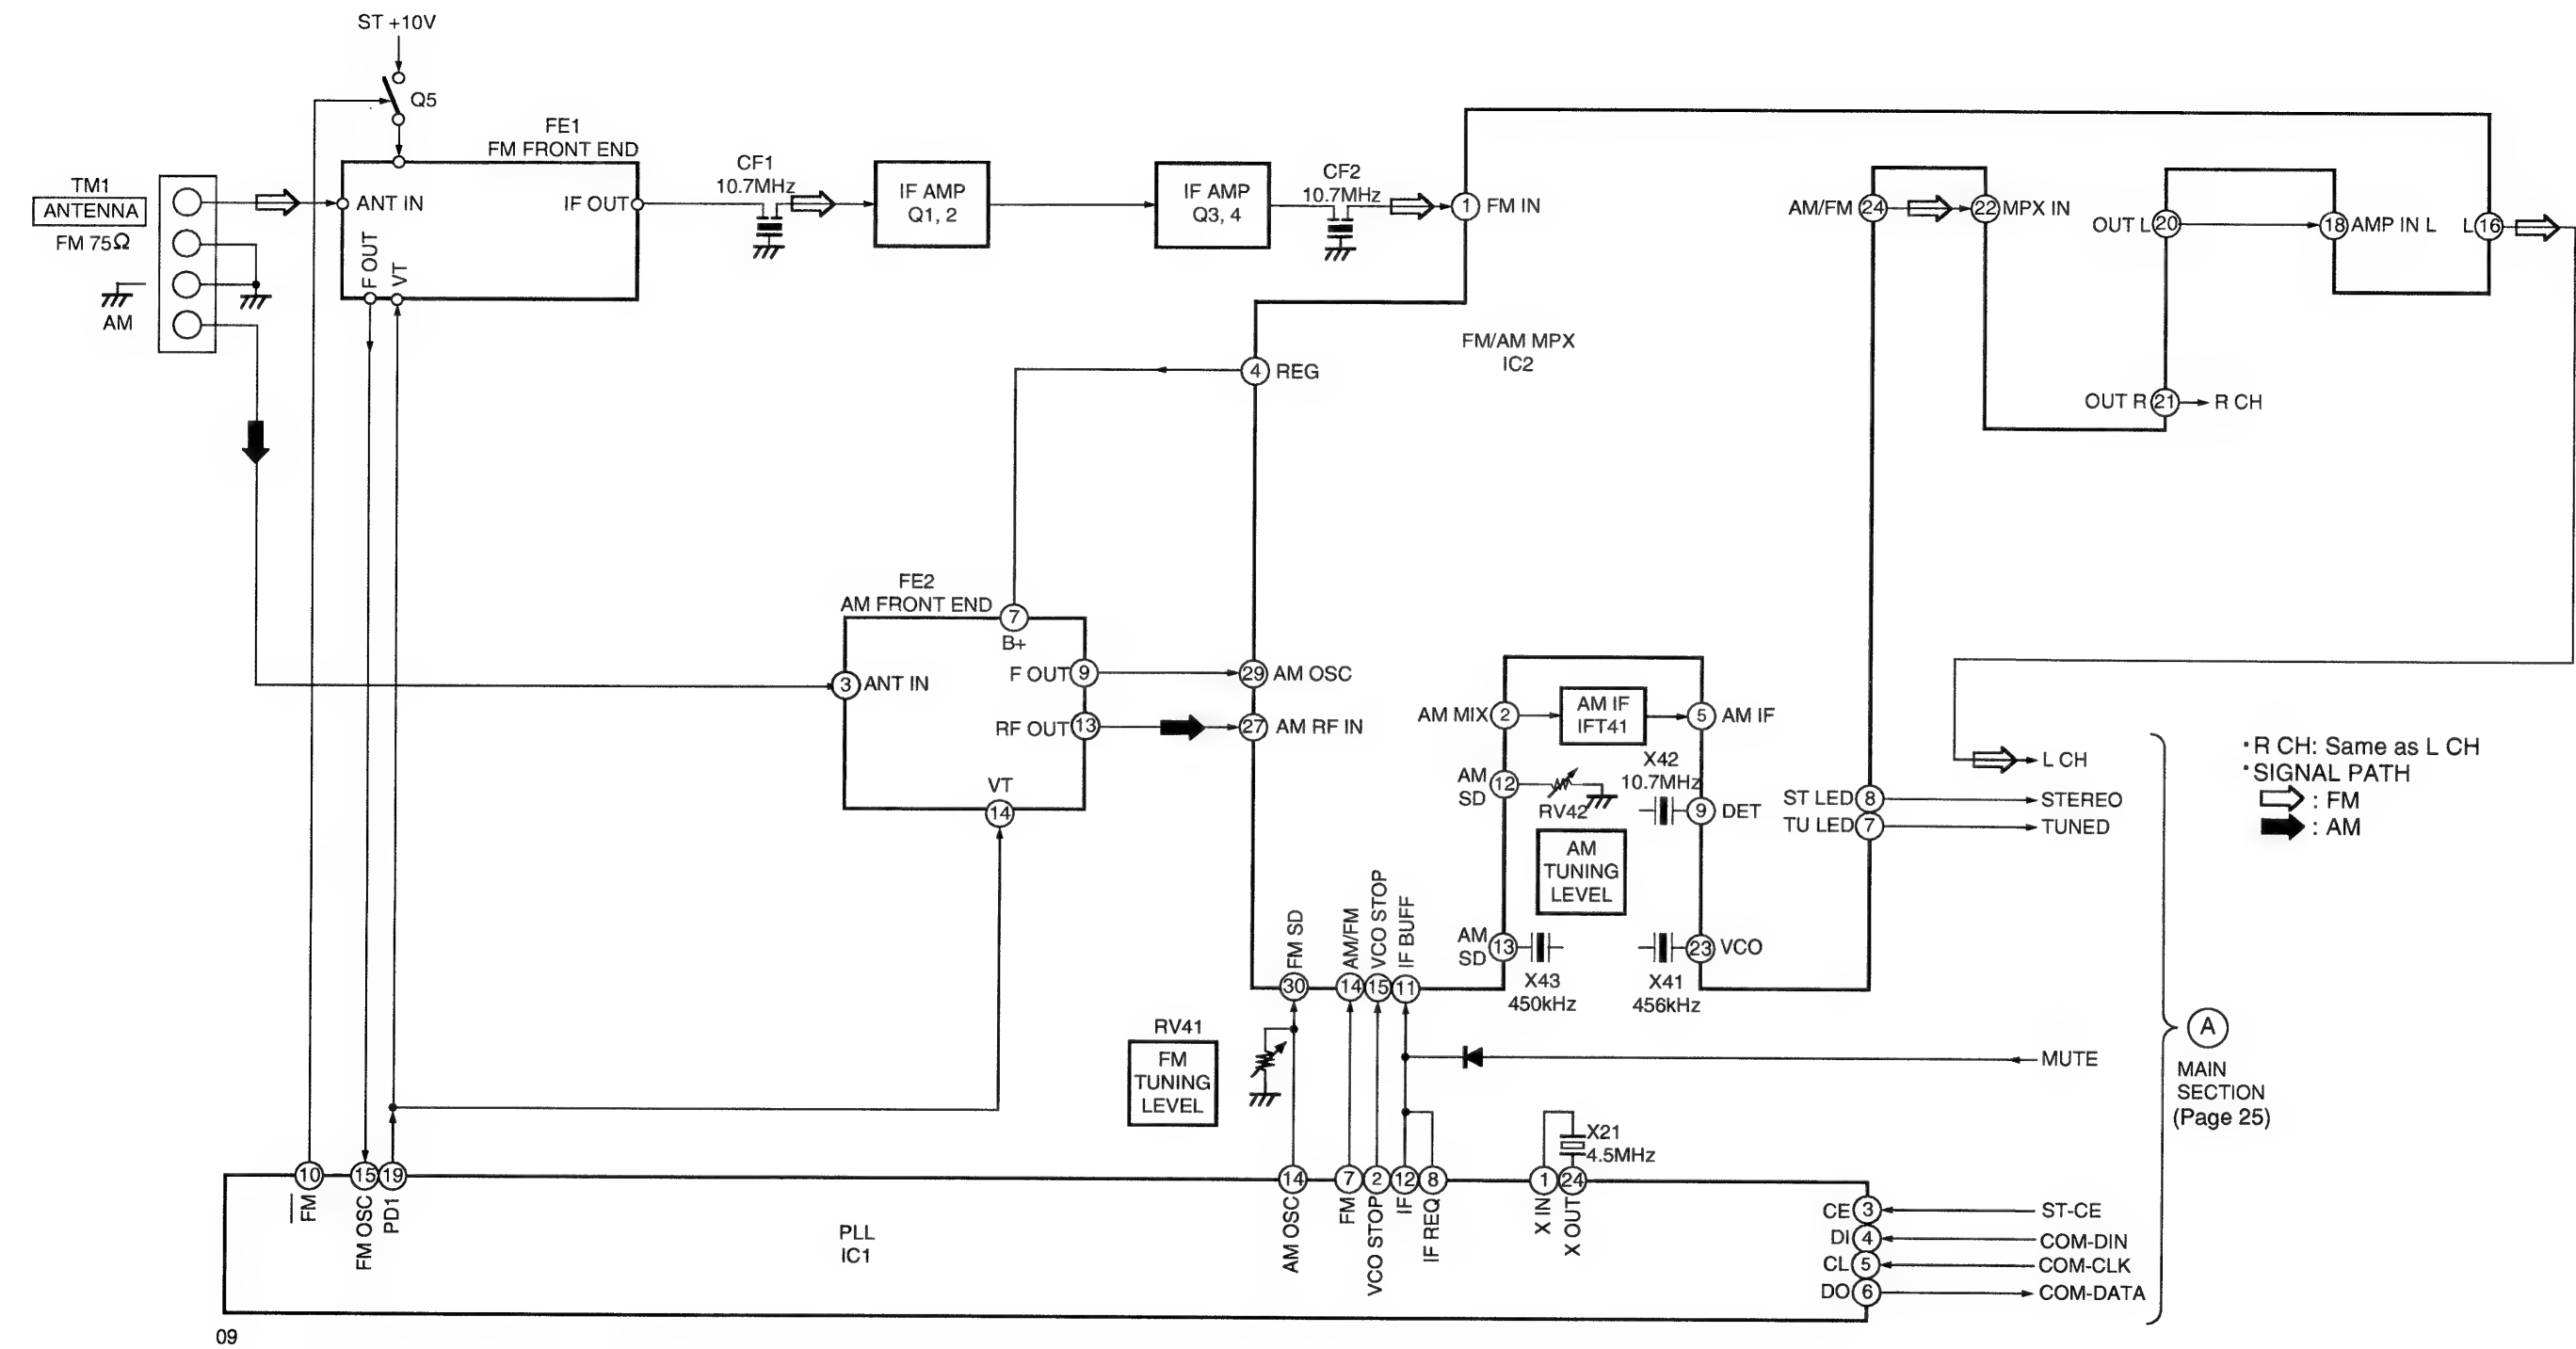 ST +10V
Q5
FE1
FM FRONT END
TM1
ANTENNA
FM 75Ω
AM
ANT IN
IF OUT
F OUT
VT
CF1
10.7MHz
IF AMP
Q1, 2
IF AMP
Q3, 4
CF2
10.7MHz
1 FM IN
AM/FM 24
22 MPX IN
OUT L 20
18 AMP IN L
L 16
OUT R 21
R CH
FM/AM MPX
IC2
4 REG
FE2
AM FRONT END
7
B+
3 ANT IN
F OUT 9
RF OUT 13
VT
14
29 AM OSC
27 AM RF IN
AM MIX 2
AM IF
IFT41
5 AM IF
AM
SD
12
RV42
X42
10.7MHz
9 DET
AM
TUNING
LEVEL
AM
SD
13
X43
450kHz
X41
456kHz
23 VCO
ST LED 8
TU LED 7
L CH
STEREO
TUNED
•R CH: Same as L CH
•SIGNAL PATH
: FM
: AM
FM SD
AM/FM
VCO STOP
IF BUFF
30
14
15
11
RV41
FM
TUNING
LEVEL
MUTE
A
MAIN
SECTION
(Page 25)
X21
4.5MHz
10
15
19
14
7
2
12
8
1
24
FM
FM OSC
PD1
AM OSC
FM
VCO STOP
IF
IF REQ
X IN
X OUT
PLL
IC1
CE 3
ST-CE
DI 4
COM-DIN
CL 5
COM-CLK
DO 6
COM-DATA
09